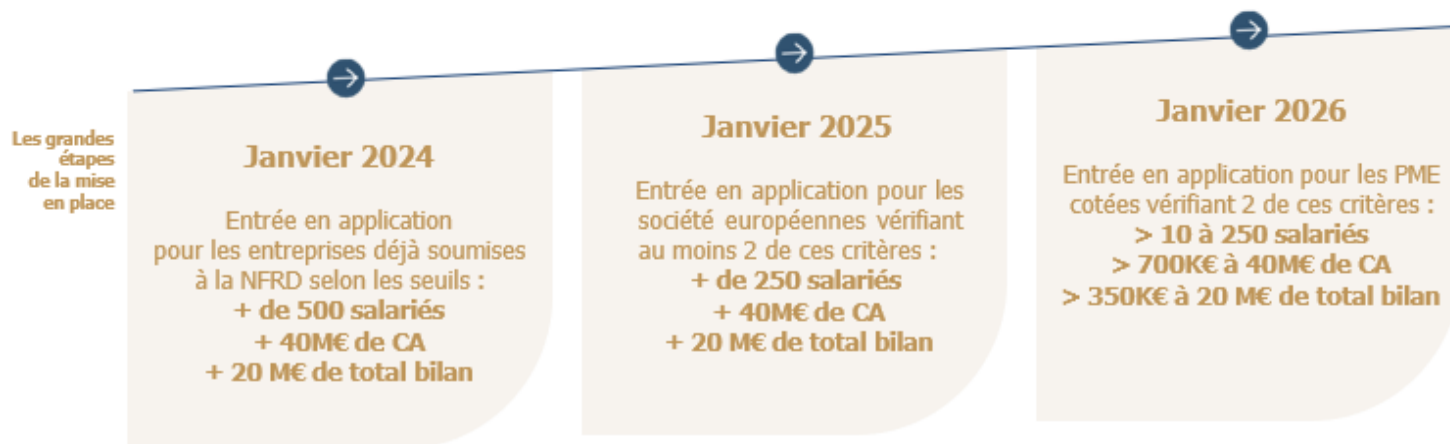 Les grandes
étapes
de la mise
en place
Janvier 2024
Entrée en application
pour les entreprises déjà soumises
à la NFRD selon les seuils :
+ de 500 salariés
+ 40M€ de CA
+ 20 M€ de total bilan
Janvier 2025
Entrée en application pour les
société européennes vérifiant
au moins 2 de ces critères :
+ de 250 salariés
+ 40M€ de CA
+ 20 M€ de total bilan
Janvier 2026
Entrée en application pour les PME
cotées vérifiant 2 de ces critères :
> 10 à 250 salariés
> 700K€ à 40M€ de CA
> 350K€ à 20 M€ de total bilan